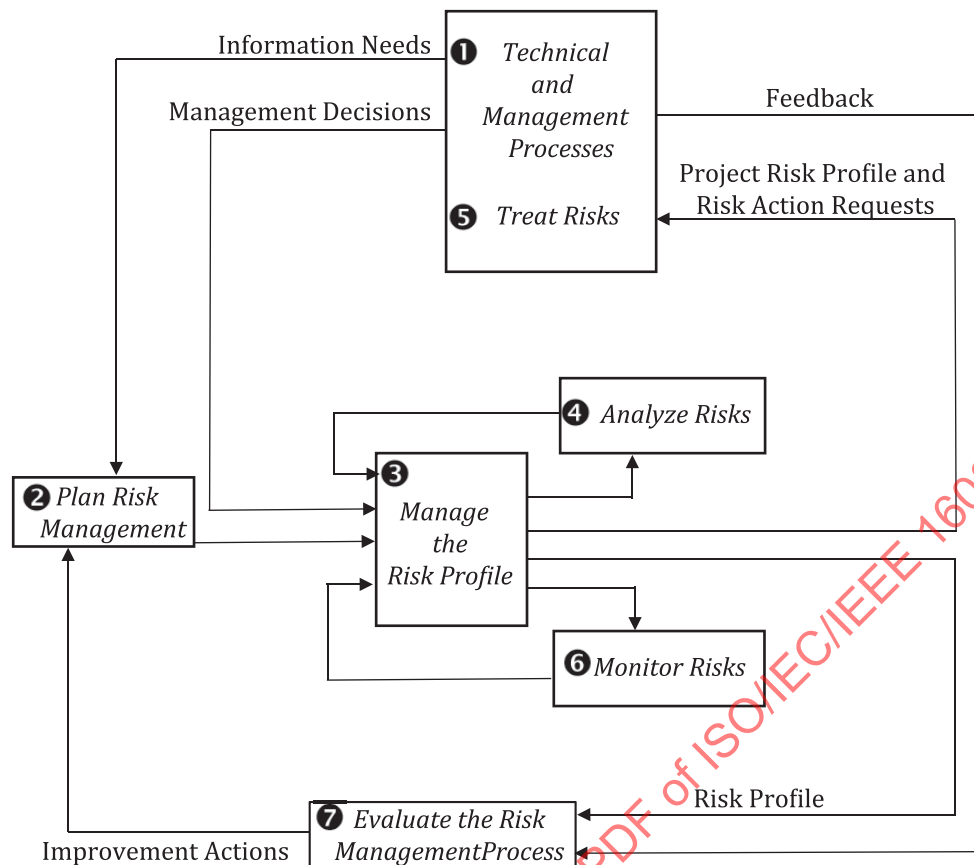 Information Needs
❶ Technical
and
Management
Processes
Management Decisions
Feedback
Project Risk Profile and
Risk Action Requests
❺ Treat Risks
❹ Analyze Risks
❸
Manage
the
Risk Profile
❷ Plan Risk
Management
❻ Monitor Risks
Risk Profile
❼ Evaluate the Risk
ManagementProcess
Improvement Actions
PDF of ISO/IEC/IEEE 160